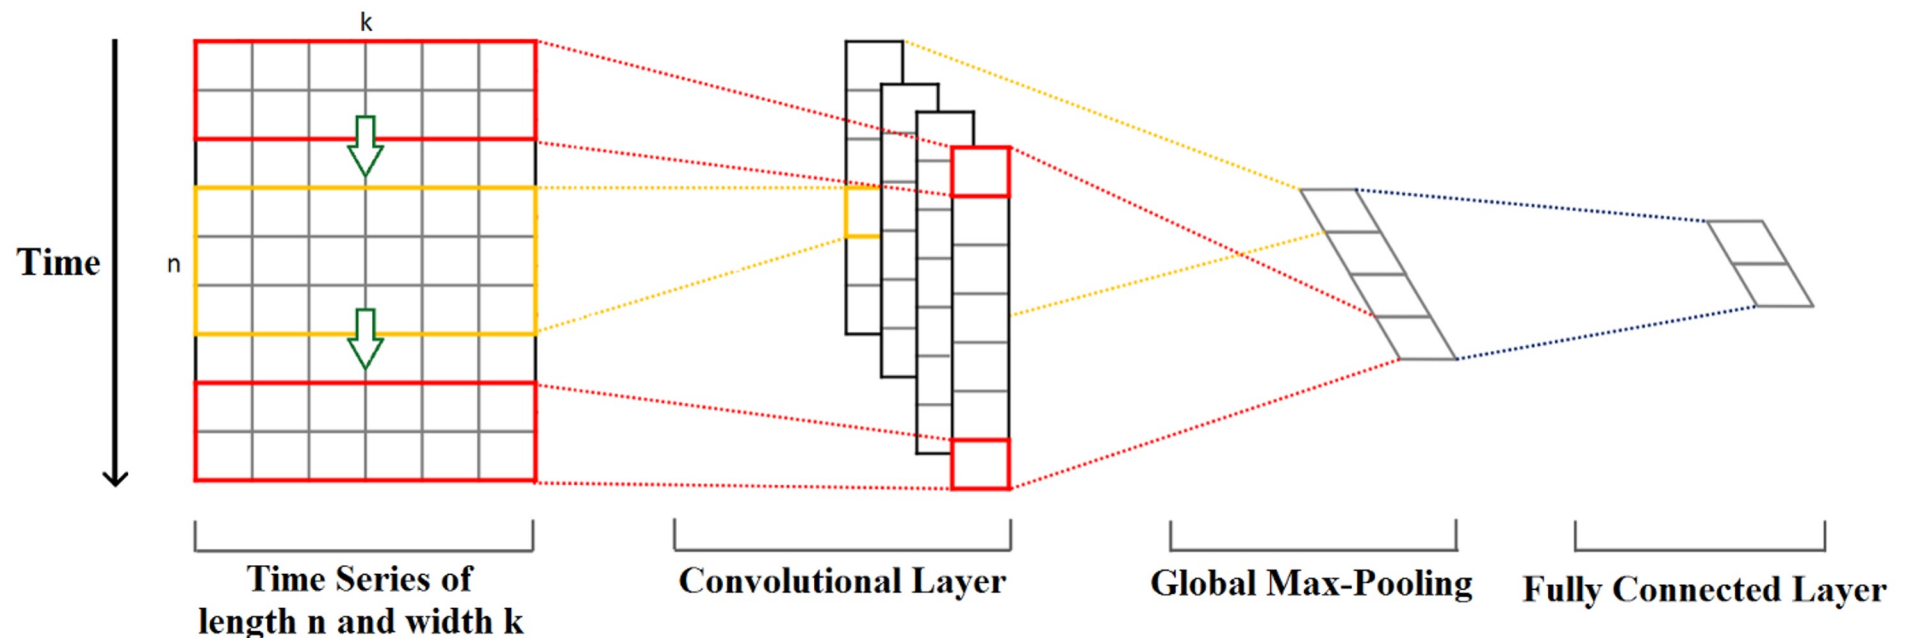 k
Time
n
Time Series of
length n and width k
Convolutional Layer
Global Max-Pooling
Fully Connected Layer